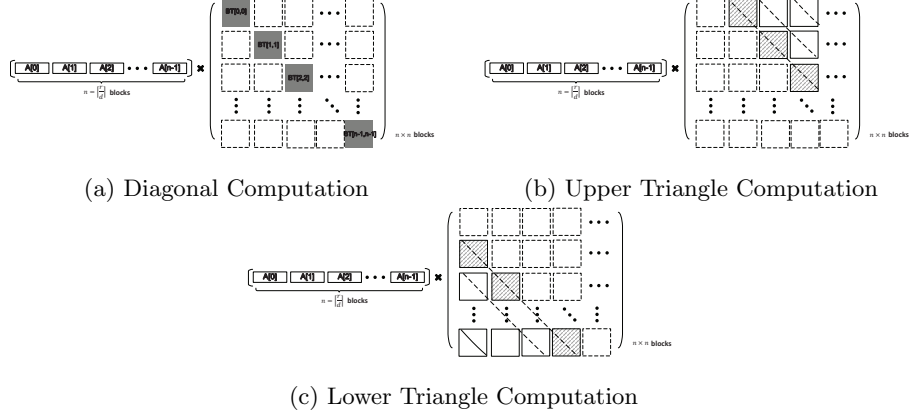 BT[0,0]
BT[1,1]
BT[2,2]
BT[n-1,n-1]
A[0] A[1] A[2] ••• A[n-1] ×
n = ⌈r/d⌉ blocks
n × n blocks
(a) Diagonal Computation
A[0] A[1] A[2] ••• A[n-1] ×
n = ⌈r/d⌉ blocks
n × n blocks
(b) Upper Triangle Computation
A[0] A[1] A[2] ••• A[n-1] ×
n = ⌈r/d⌉ blocks
n × n blocks
(c) Lower Triangle Computation